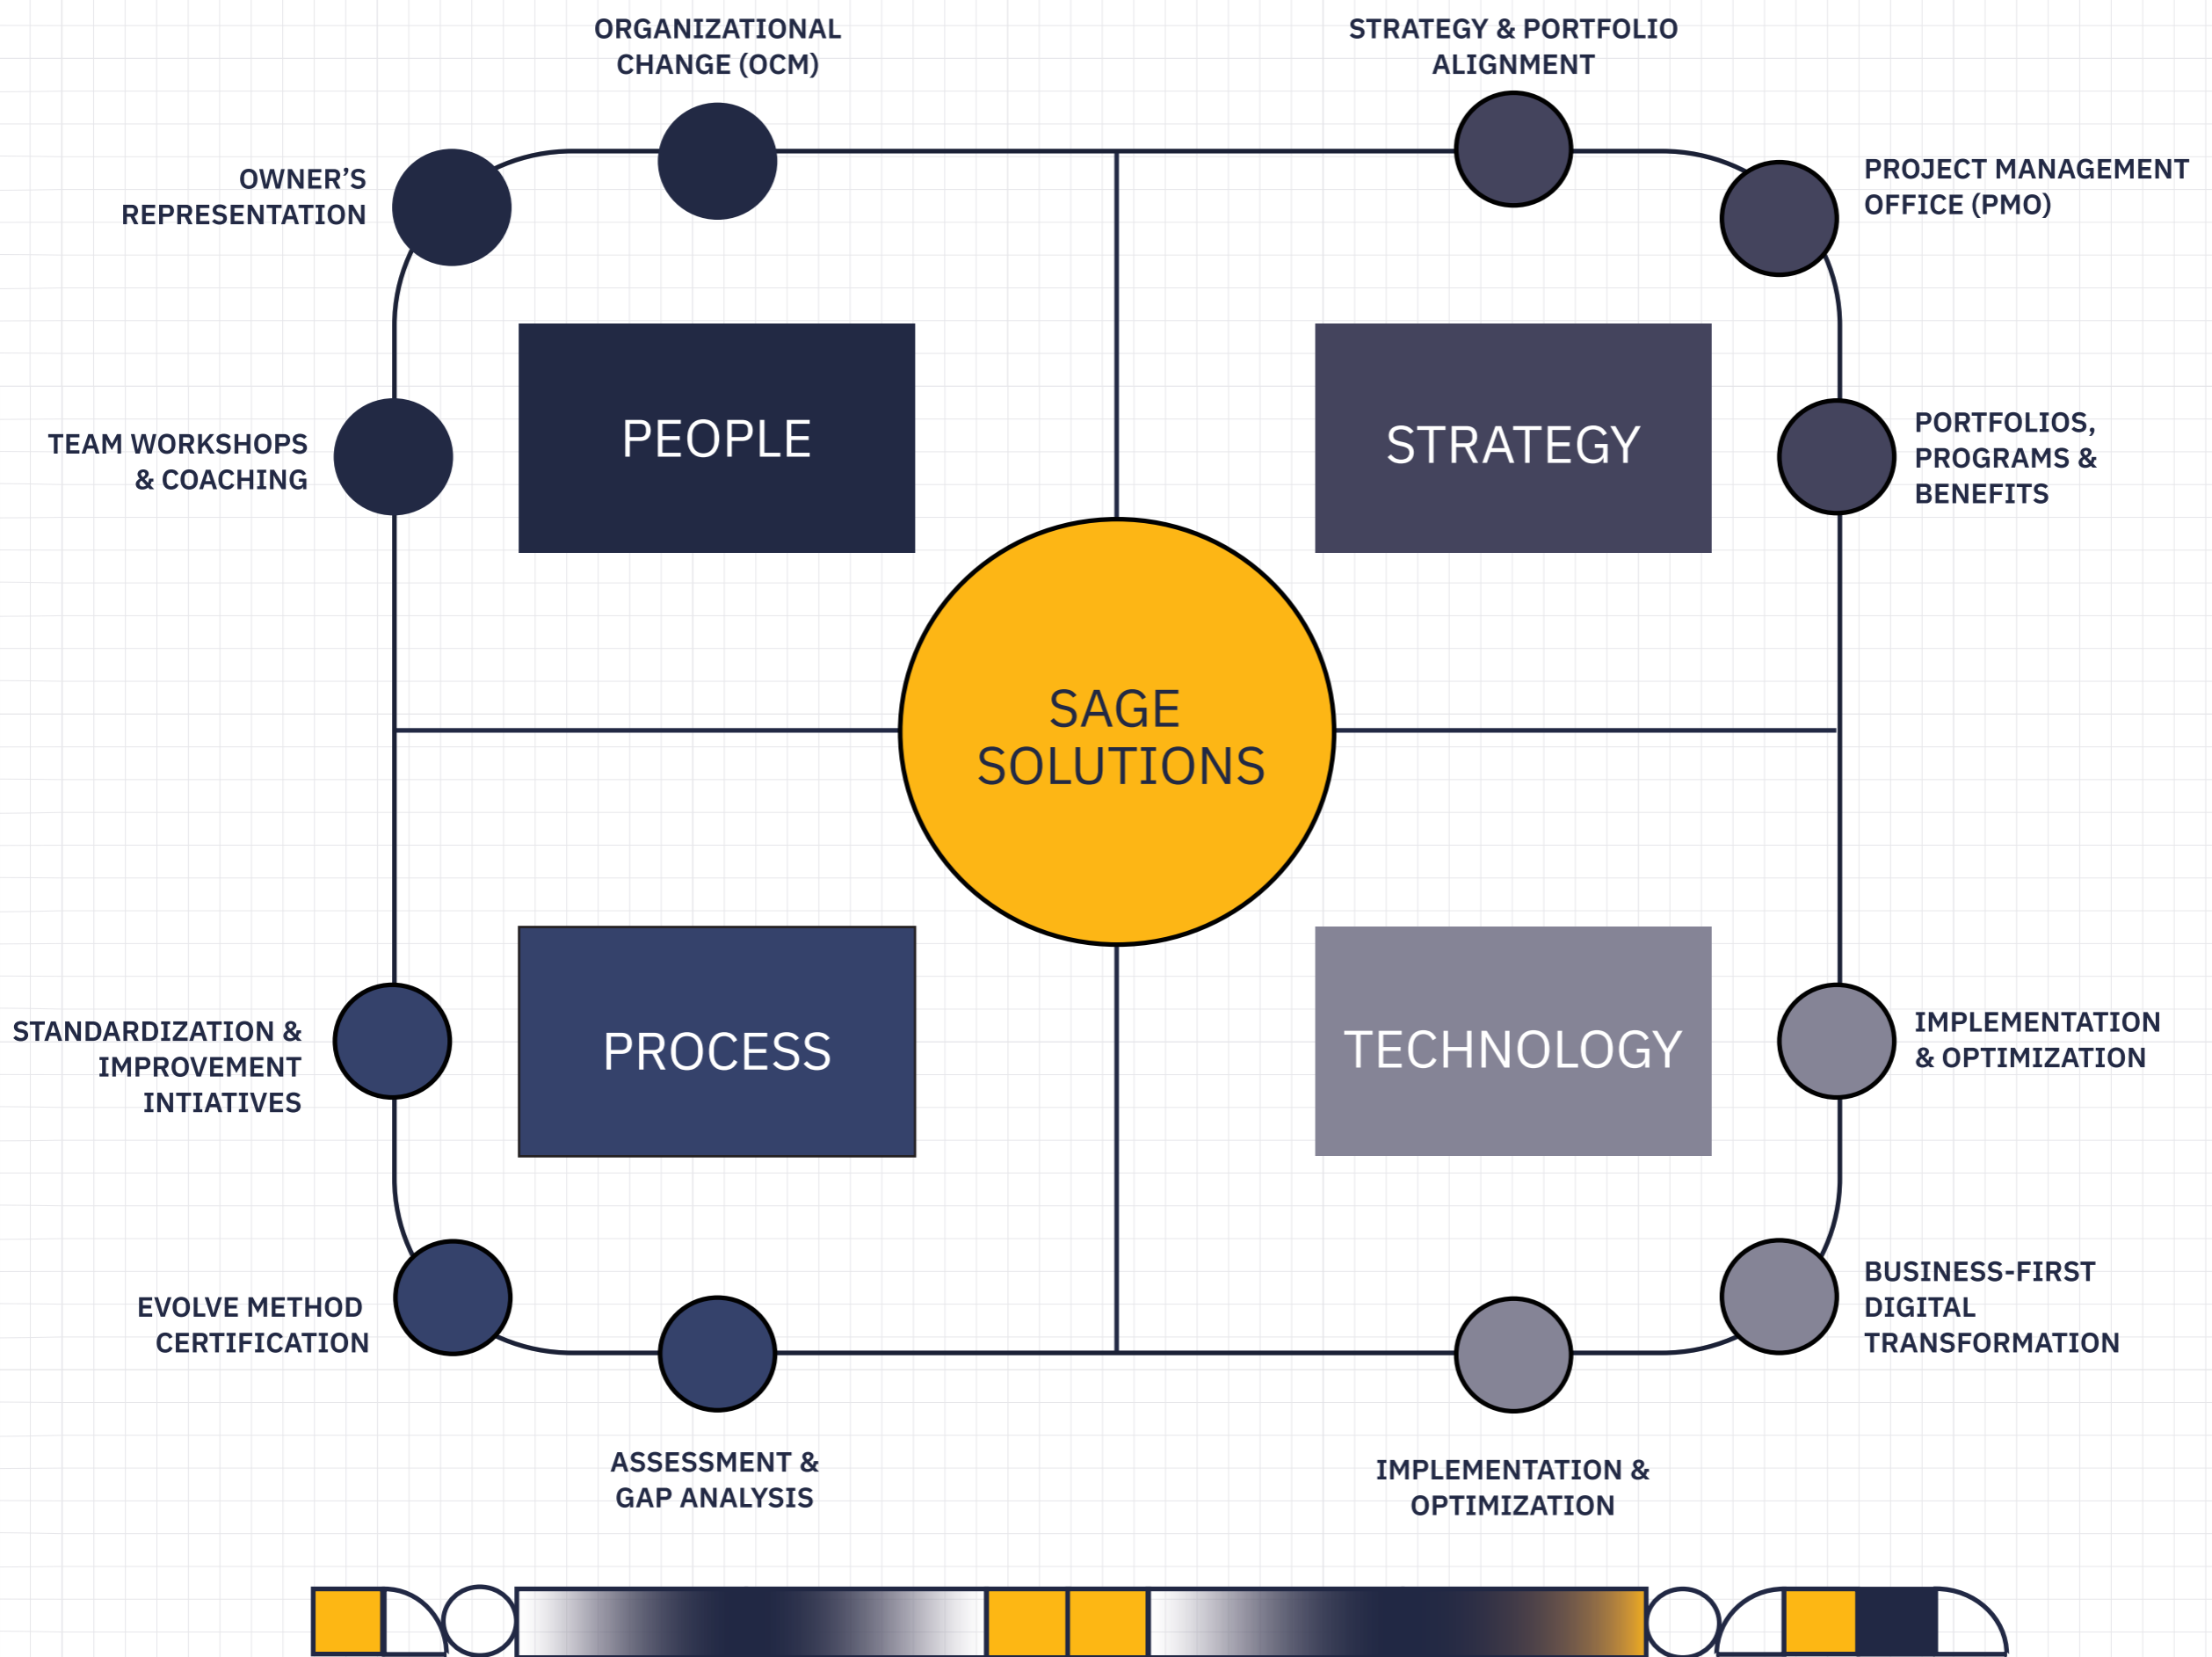 ORGANIZATIONAL
CHANGE (OCM)
STRATEGY & PORTFOLIO
ALIGNMENT
OWNER’S
REPRESENTATION
PROJECT MANAGEMENT
OFFICE (PMO)
TEAM WORKSHOPS
& COACHING
PEOPLE
STRATEGY
PORTFOLIOS,
PROGRAMS &
BENEFITS
SAGE
SOLUTIONS
STANDARDIZATION &
IMPROVEMENT
INTIATIVES
PROCESS
TECHNOLOGY
IMPLEMENTATION
& OPTIMIZATION
EVOLVE METHOD
CERTIFICATION
BUSINESS-FIRST
DIGITAL
TRANSFORMATION
ASSESSMENT &
GAP ANALYSIS
IMPLEMENTATION &
OPTIMIZATION